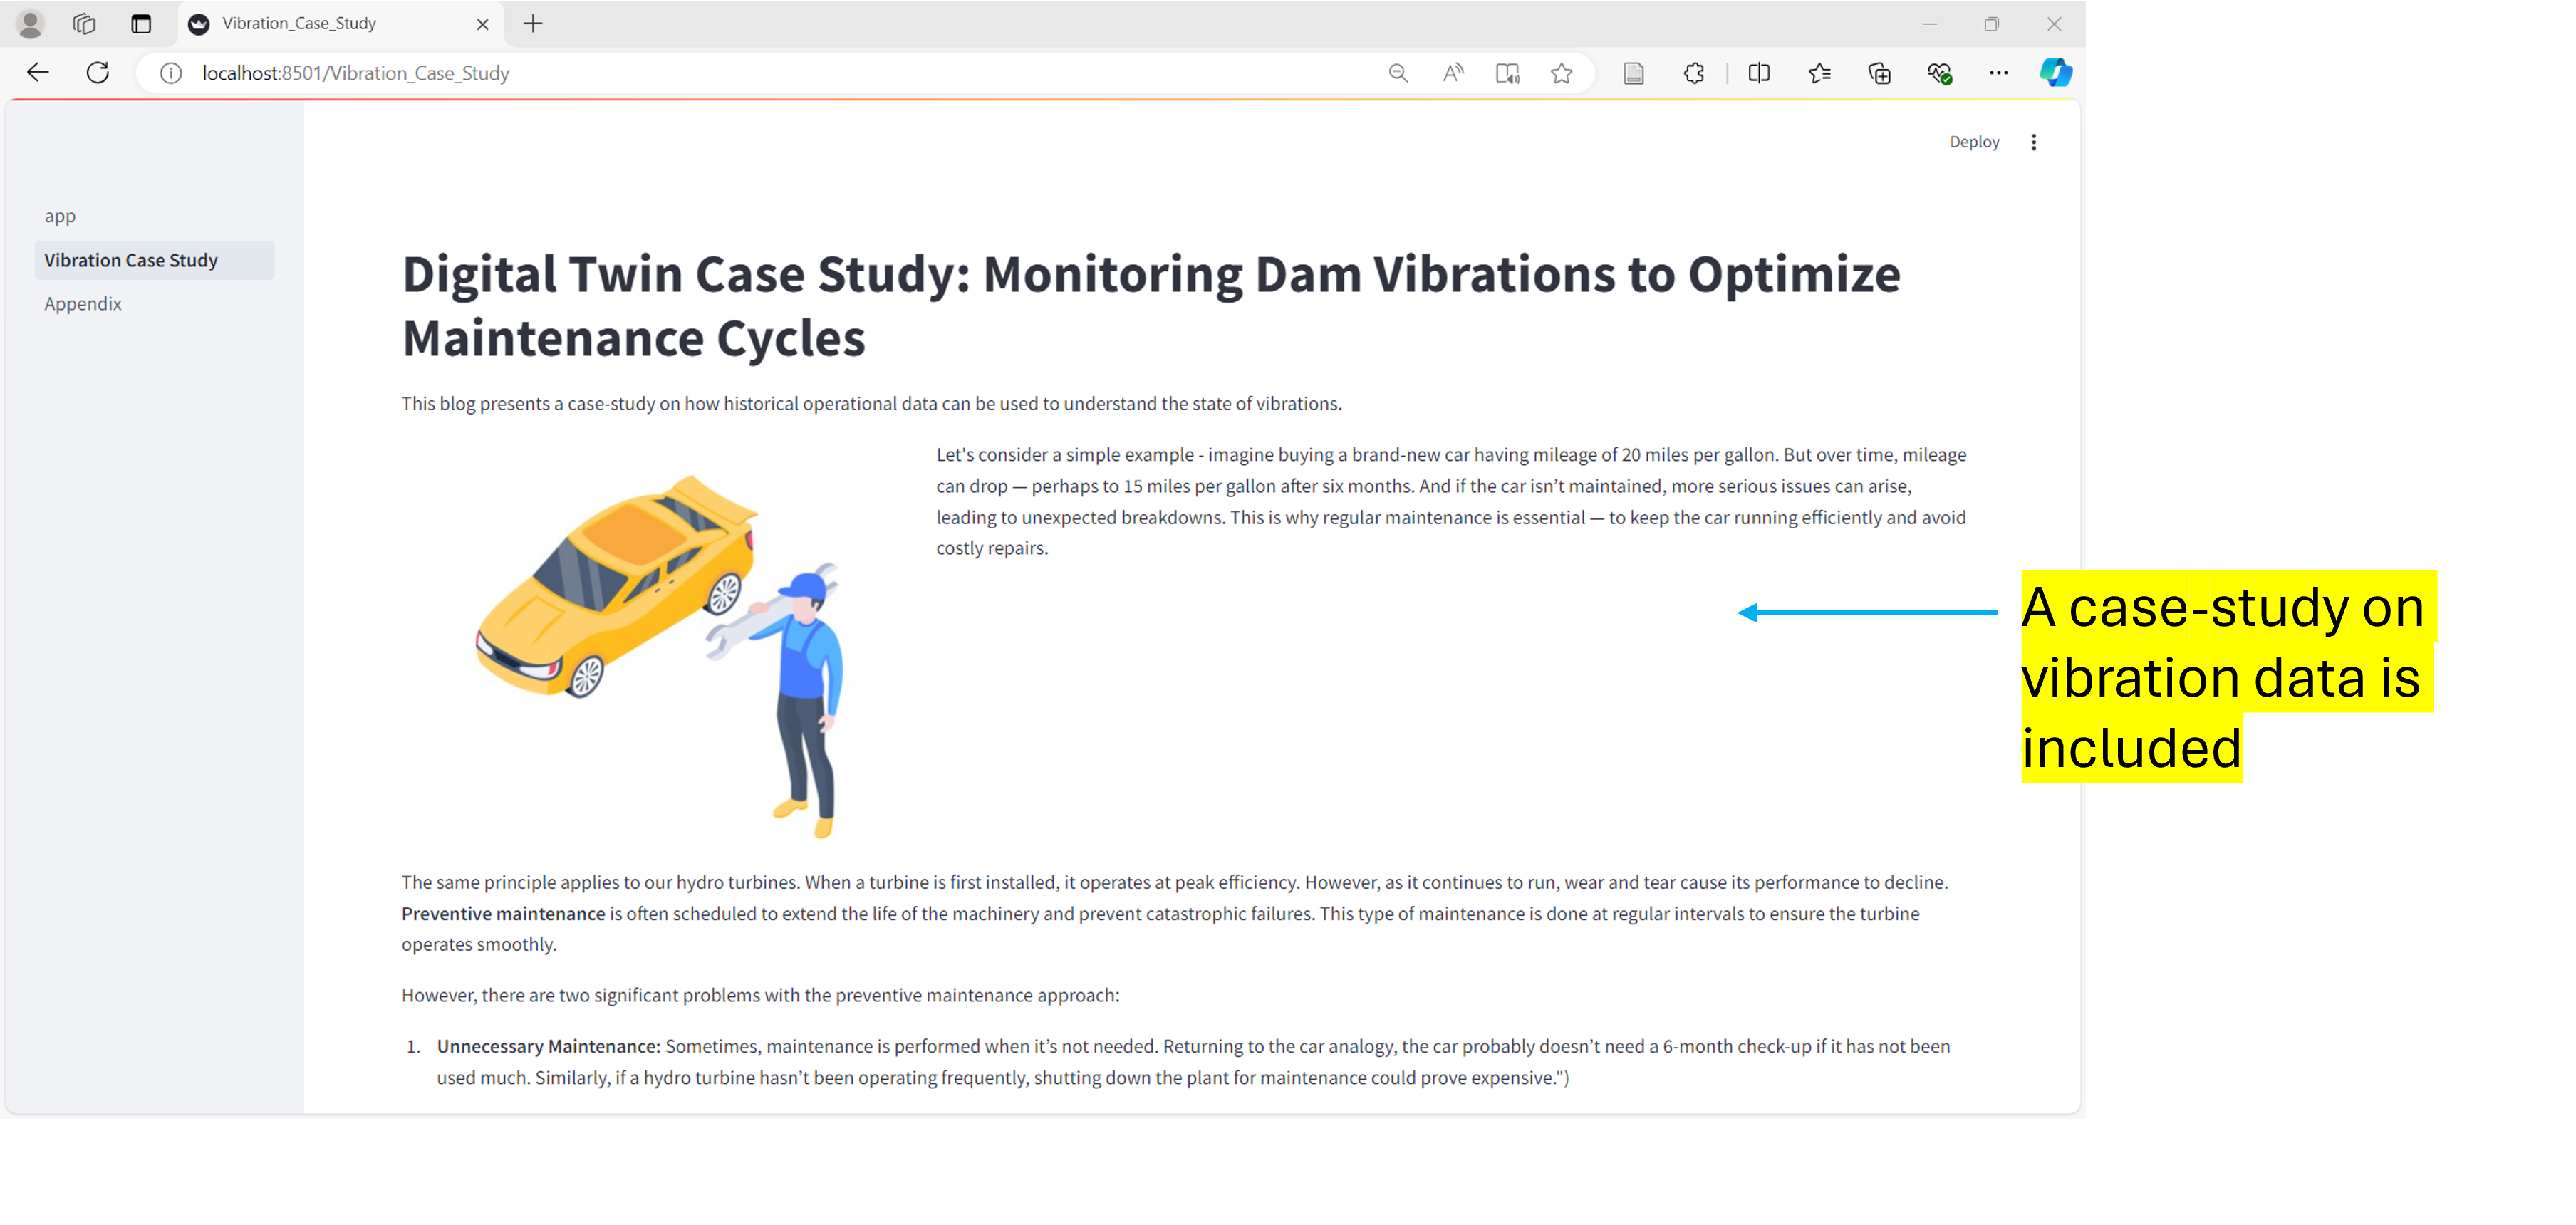 Vibration_Case_Study
localhost:8501/Vibration_Case_Study
Deploy
app
Vibration Case Study
Appendix
Digital Twin Case Study: Monitoring Dam Vibrations to Optimize
Maintenance Cycles
This blog presents a case-study on how historical operational data can be used to understand the state of vibrations.
Let's consider a simple example - imagine buying a brand-new car having mileage of 20 miles per gallon. But over time, mileage
can drop — perhaps to 15 miles per gallon after six months. And if the car isn’t maintained, more serious issues can arise,
leading to unexpected breakdowns. This is why regular maintenance is essential — to keep the car running efficiently and avoid
costly repairs.
A case-study on
vibration data is
included
The same principle applies to our hydro turbines. When a turbine is first installed, it operates at peak efficiency. However, as it continues to run, wear and tear cause its performance to decline.
Preventive maintenance is often scheduled to extend the life of the machinery and prevent catastrophic failures. This type of maintenance is done at regular intervals to ensure the turbine
operates smoothly.
However, there are two significant problems with the preventive maintenance approach:
1. Unnecessary Maintenance: Sometimes, maintenance is performed when it’s not needed. Returning to the car analogy, the car probably doesn’t need a 6-month check-up if it has not been
used much. Similarly, if a hydro turbine hasn’t been operating frequently, shutting down the plant for maintenance could prove expensive.")